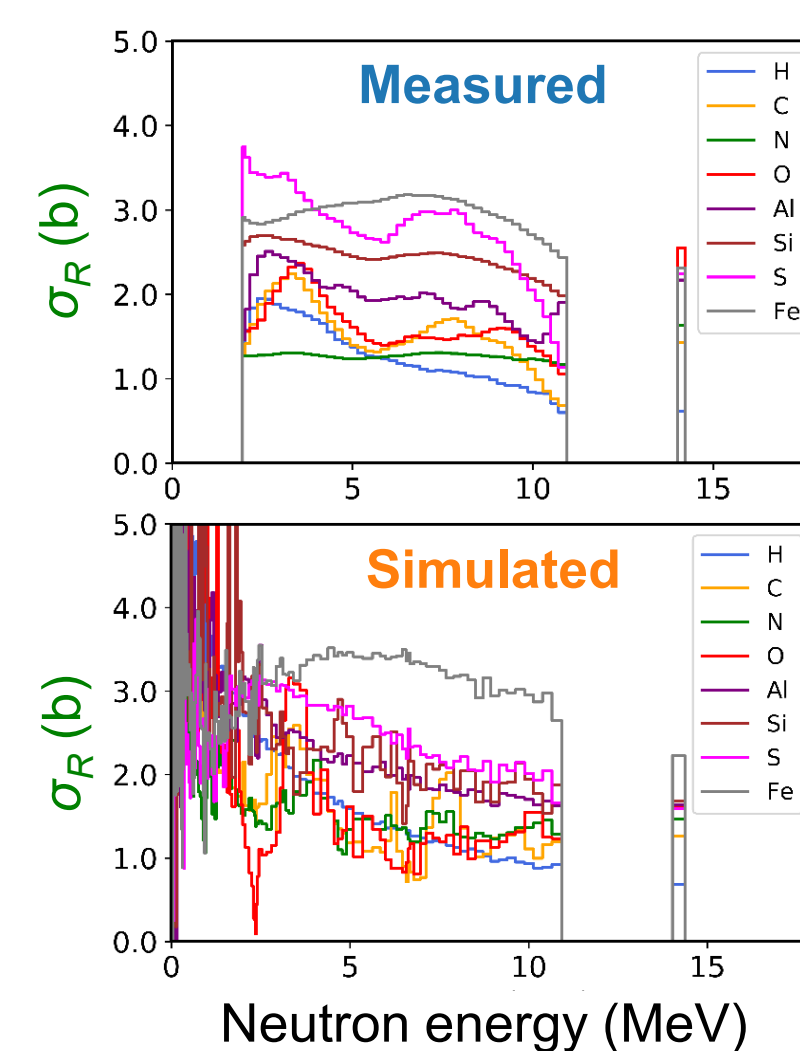 5.0
4.0
3.0
2.0
1.0
0.0
0
5
10
15
σR (b)
Measured
H
C
N
O
Al
Si
S
Fe
5.0
4.0
3.0
2.0
1.0
0.0
0
5
10
15
σR (b)
Simulated
H
C
N
O
Al
Si
S
Fe
Neutron energy (MeV)